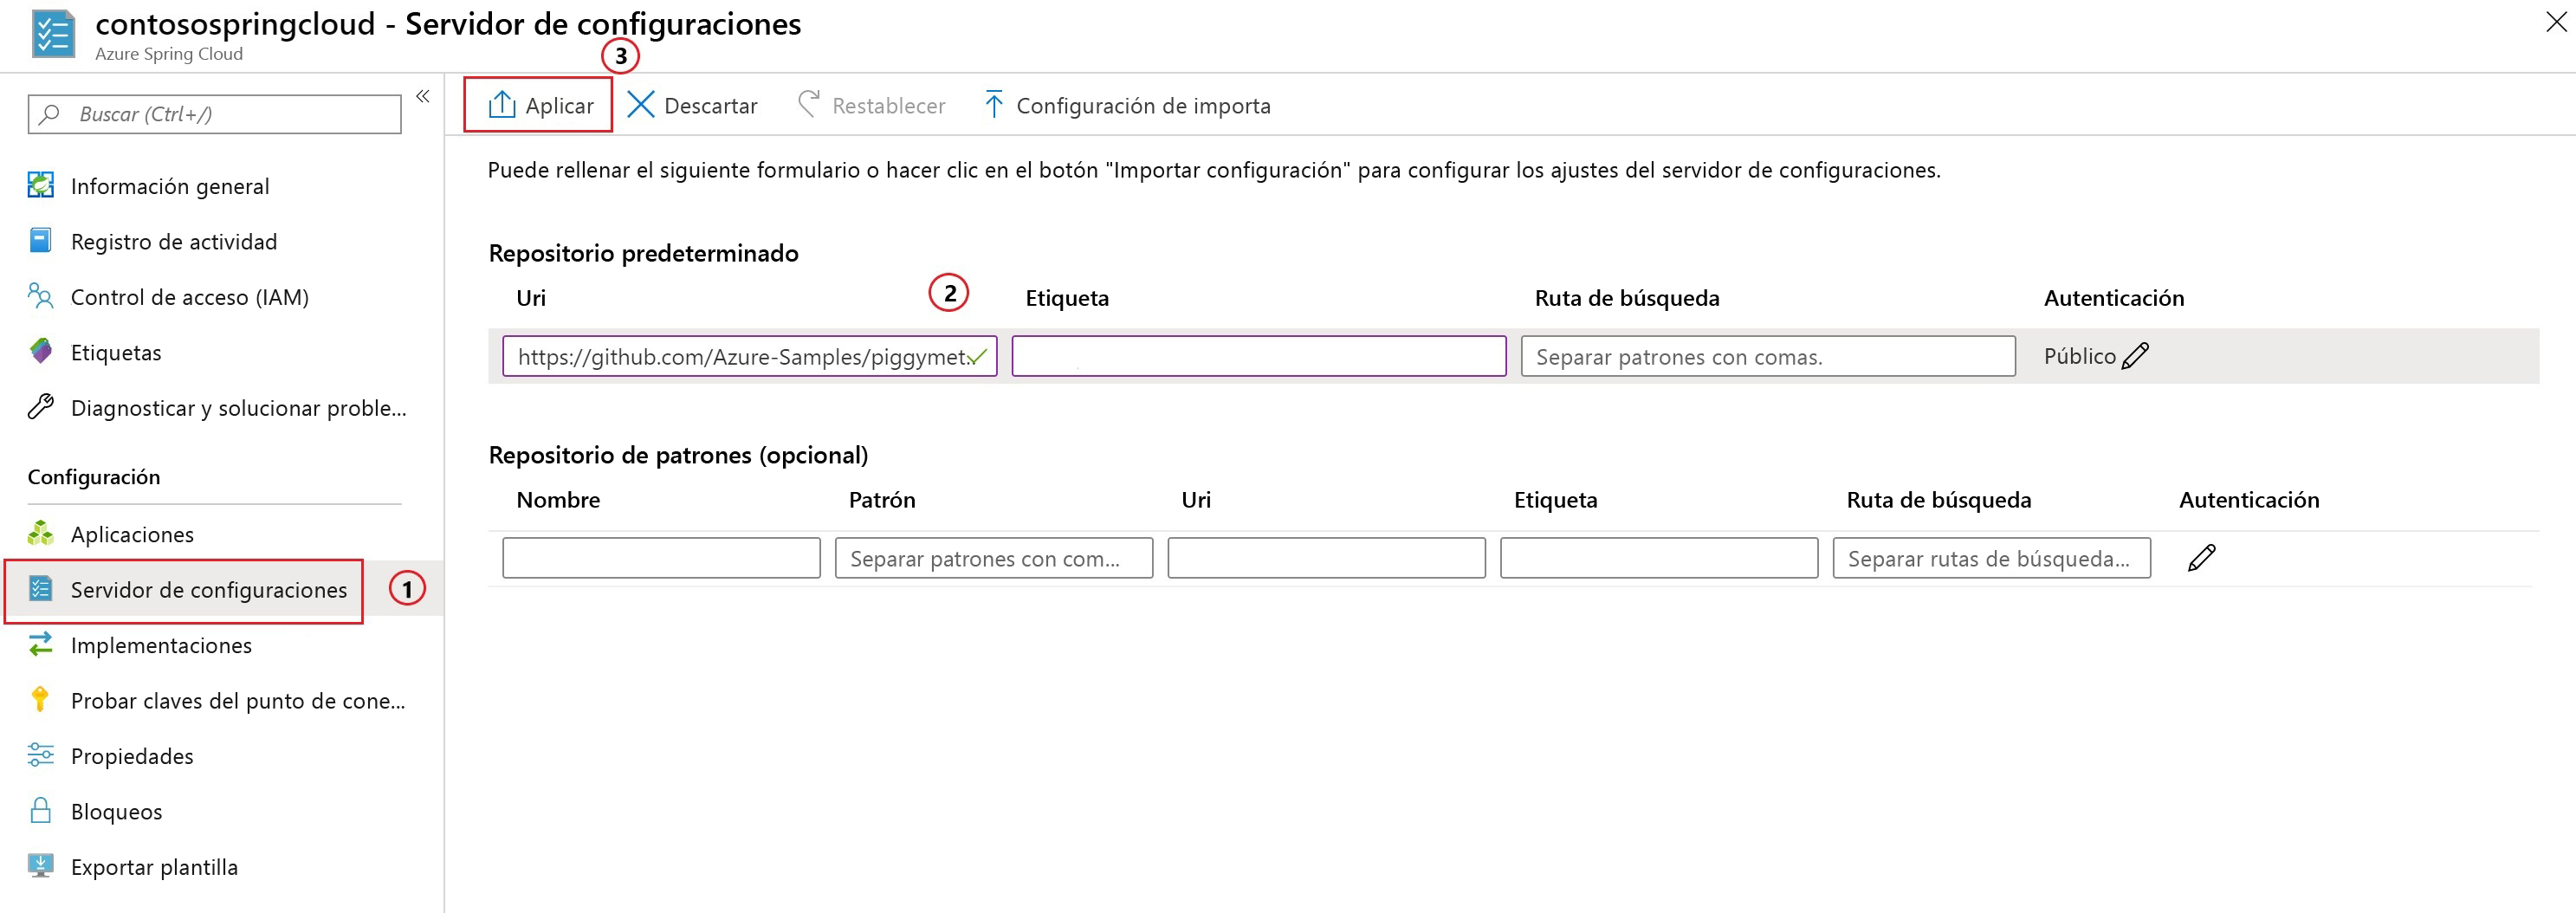 contosospringcloud - Servidor de configuraciones
Azure Spring Cloud
3
Buscar (Ctrl+/)
«
Aplicar
Descartar
Restablecer
Configuración de importa
Puede rellenar el siguiente formulario o hacer clic en el botón "Importar configuración" para configurar los ajustes del servidor de configuraciones.
Información general
Registro de actividad
Control de acceso (IAM)
Etiquetas
Diagnosticar y solucionar proble...
Configuración
Aplicaciones
Servidor de configuraciones
1
Implementaciones
Probar claves del punto de cone...
Propiedades
Bloqueos
Exportar plantilla
Repositorio predeterminado
Uri
2
Etiqueta
Ruta de búsqueda
Autenticación
https://github.com/Azure-Samples/piggymet..
Separar patrones con comas.
Público
Repositorio de patrones (opcional)
Nombre
Patrón
Uri
Etiqueta
Ruta de búsqueda
Autenticación
Separar patrones con com...
Separar rutas de búsqueda...